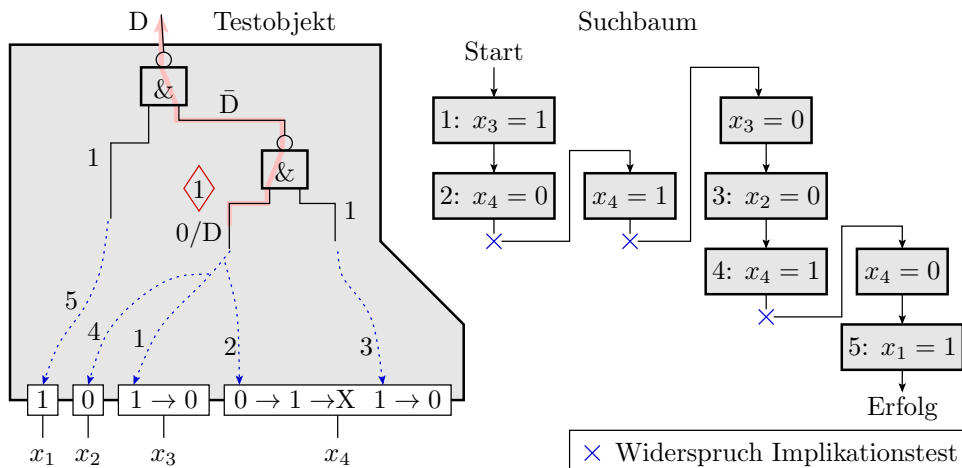 D
Testobjekt
&
D̄
1
&
1
1
0/D
5
4
1
2
3
1
0
1 → 0
0 → 1 →X 1 → 0
x₁
x₂
x₃
x₄
Suchbaum
Start
1: x₃ = 1
x₃ = 0
2: x₄ = 0
x₄ = 1
3: x₂ = 0
4: x₄ = 1
x₄ = 0
5: x₁ = 1
Erfolg
× Widerspruch Implikationstest